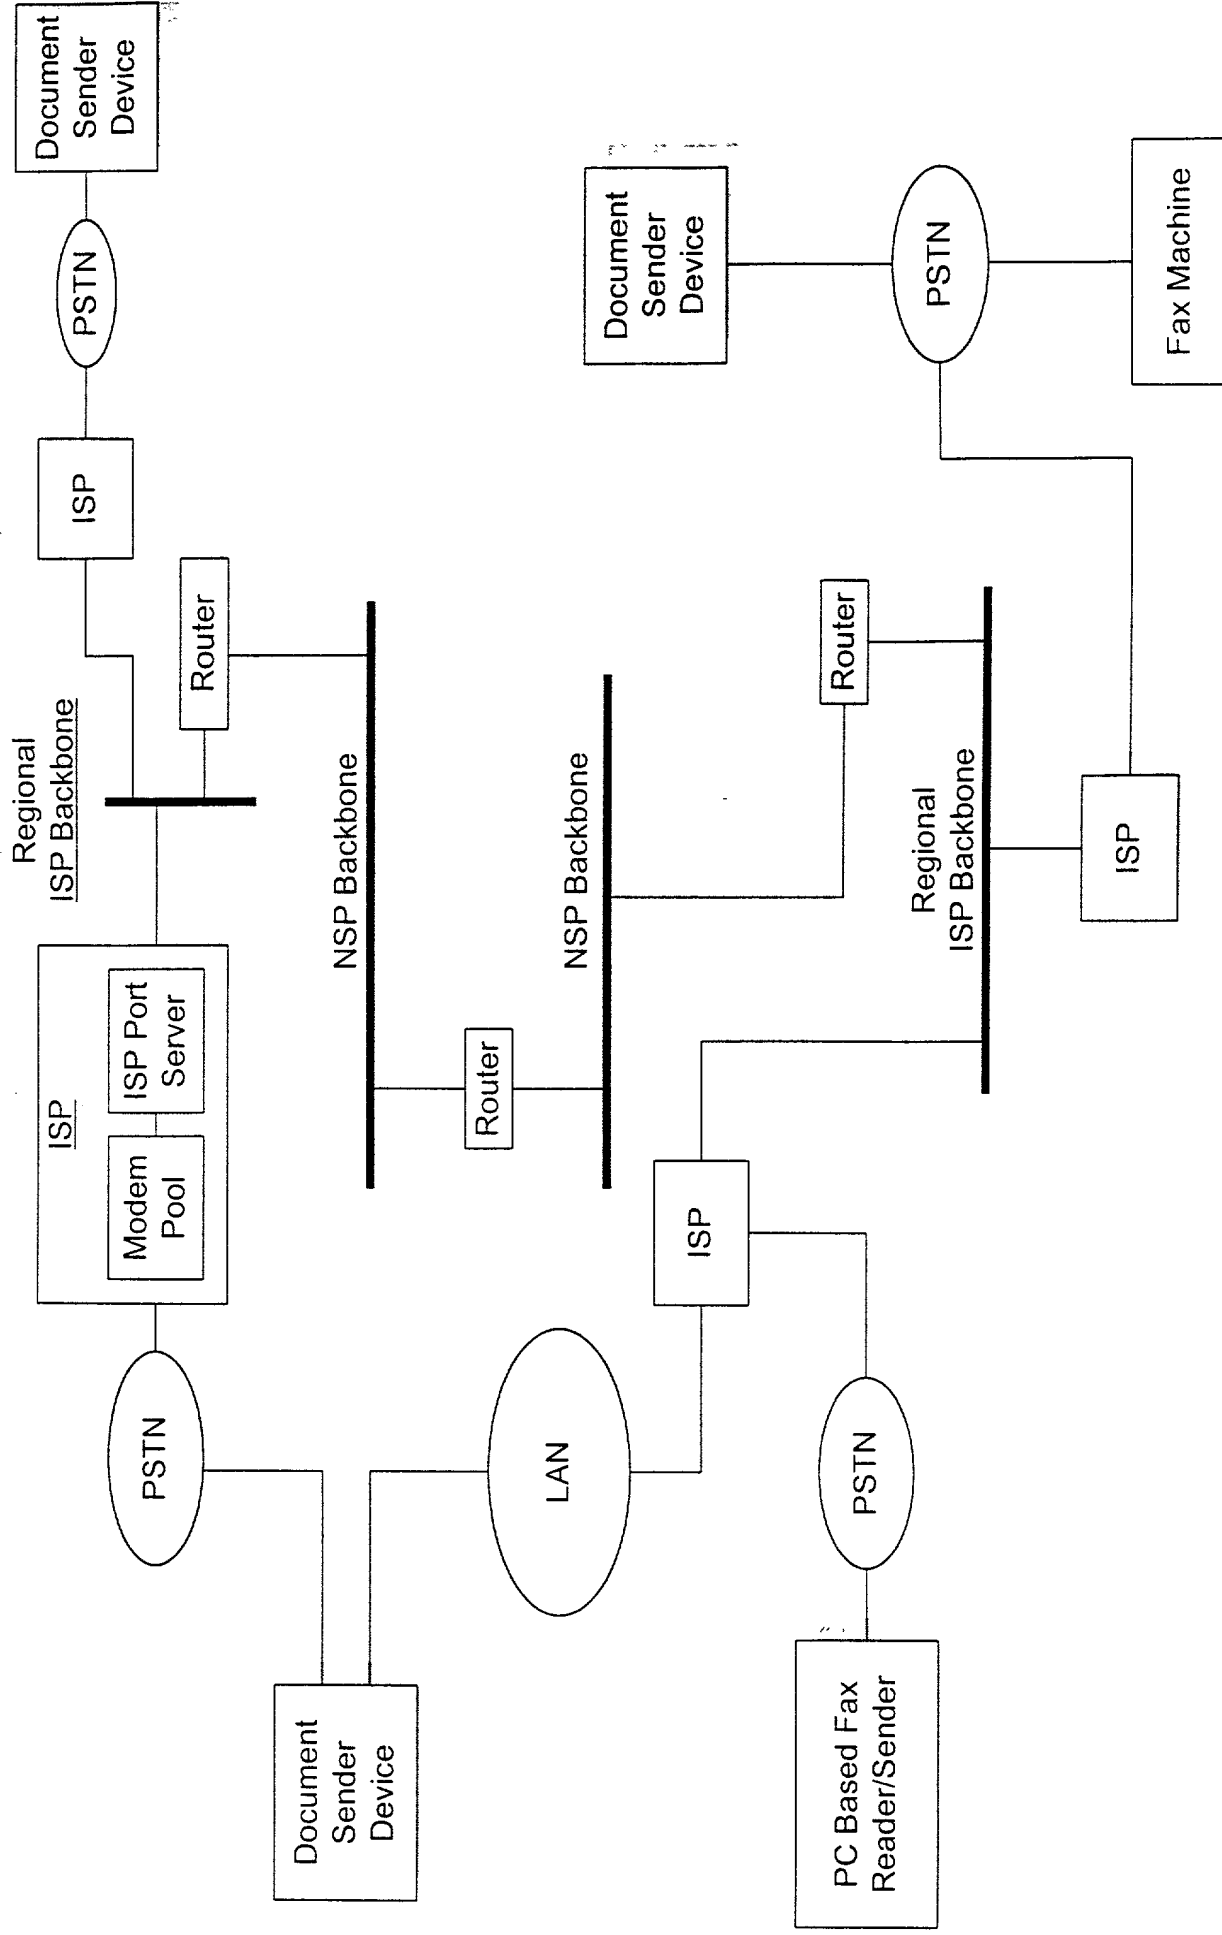 Document
Sender
Device
PSTN
ISP
Modem
Pool
ISP Port
Server
Regional
ISP Backbone
Router
ISP
PSTN
Document
Sender
Device
NSP Backbone
LAN
Router
NSP Backbone
ISP
PC Based Fax
Reader/Sender
PSTN
Regional
ISP Backbone
Router
ISP
Document
Sender
Device
PSTN
Fax Machine